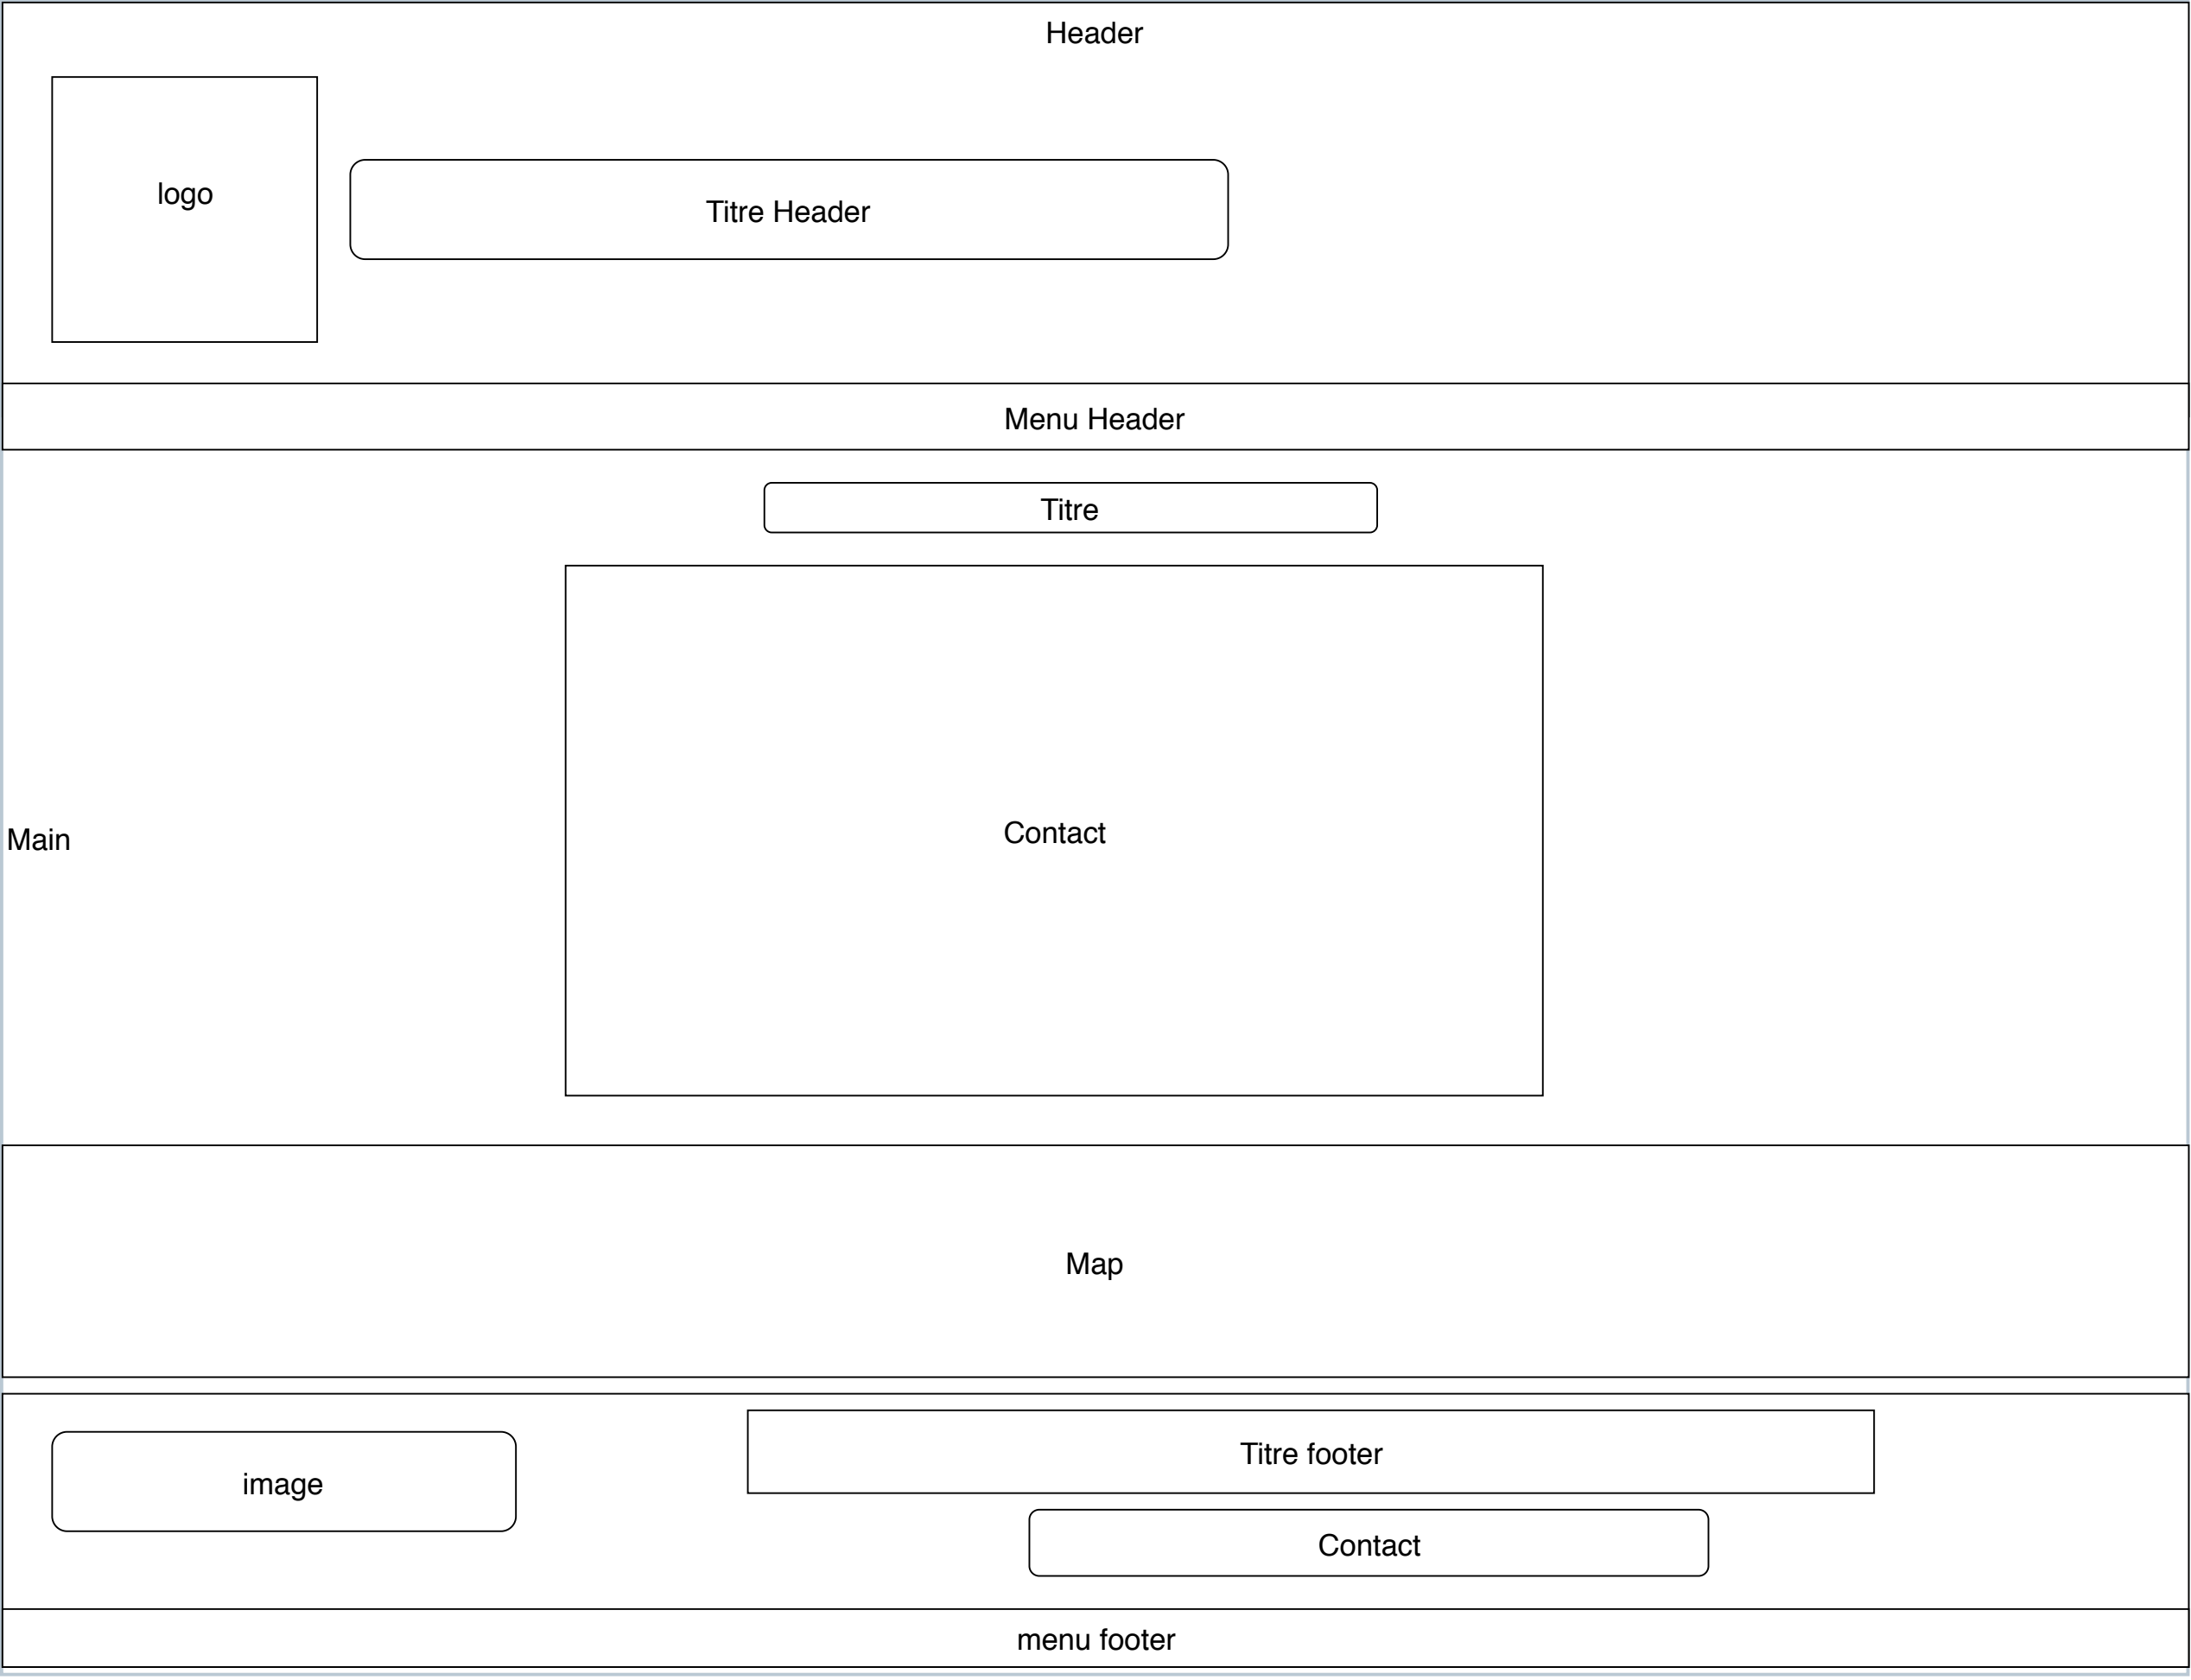 Header
logo
Titre Header
Menu Header
Titre
Contact
Main
Map
Titre footer
image
Contact
menu footer